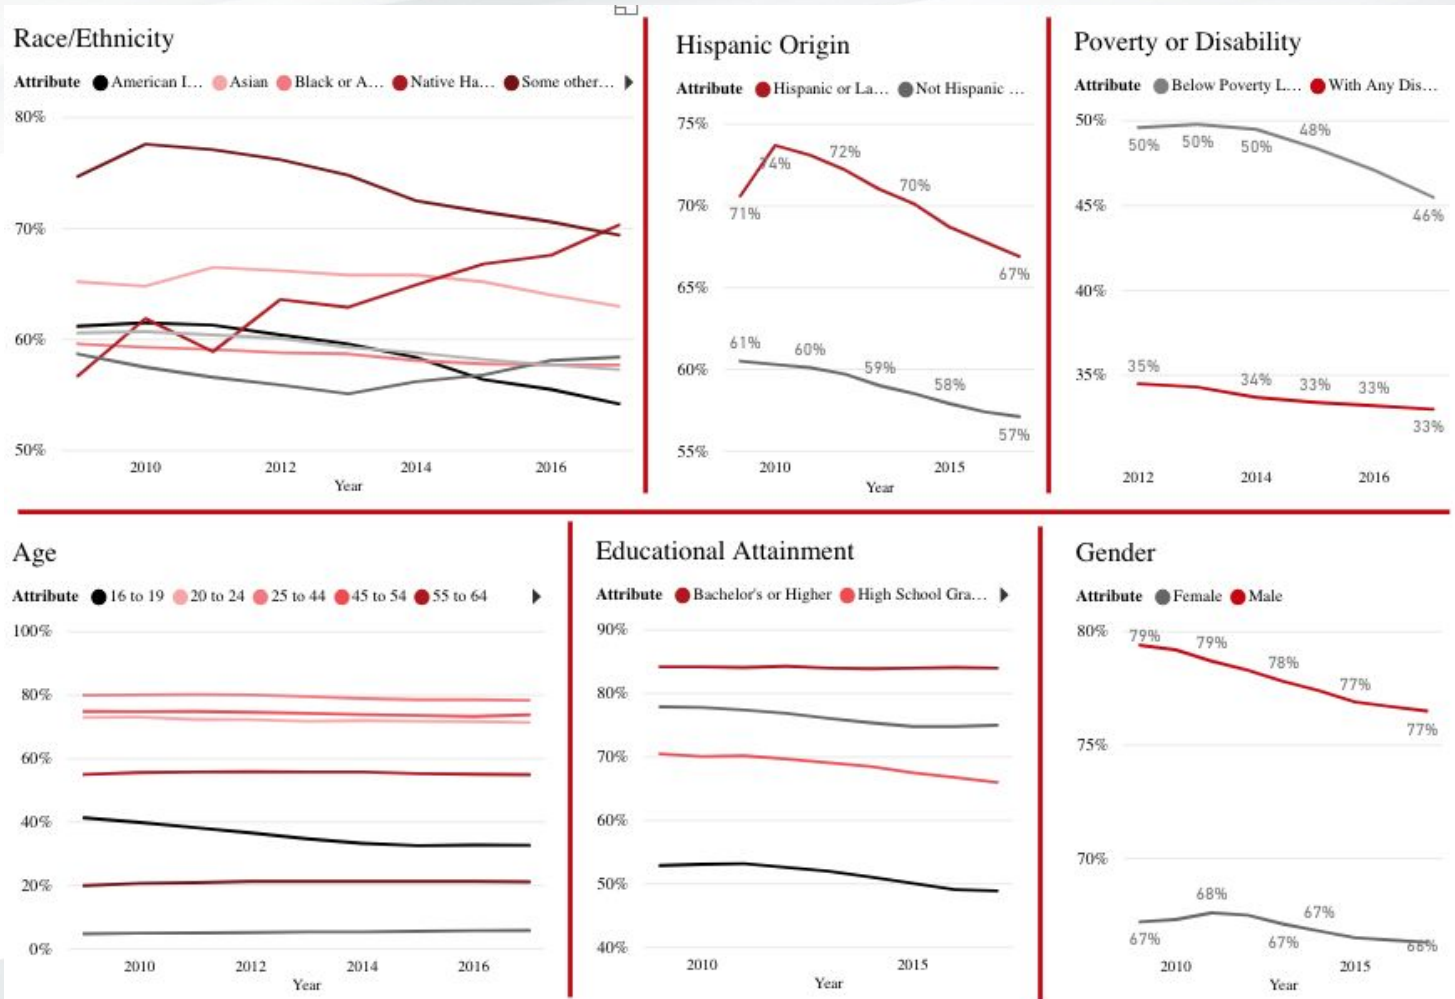 Race/Ethnicity
Attribute American I... Asian Black or A... Native Ha... Some other...
80%
70%
60%
50%
2010 2012 2014 2016
Year
Hispanic Origin
Attribute Hispanic or La... Not Hispanic ...
75%
74%
72%
70%
70%
71%
67%
65%
61%
60%
59%
60%
58%
57%
55%
2010 2015
Year
Poverty or Disability
Attribute Below Poverty L... With Any Dis...
50%
50% 50% 50% 48%
45%
46%
40%
35%
35% 34% 33% 33%
33%
2012 2014 2016
Age
Attribute 16 to 19 20 to 24 25 to 44 45 to 54 55 to 64
100%
80%
60%
40%
20%
0%
2010 2012 2014 2016
Year
Educational Attainment
Attribute Bachelor's or Higher High School Gra...
90%
80%
70%
60%
50%
40%
2010 2015
Year
Gender
Attribute Female Male
80%
79% 79% 78% 77%
77%
75%
70%
68% 67%
67% 67% 66%
2010 2015
Year